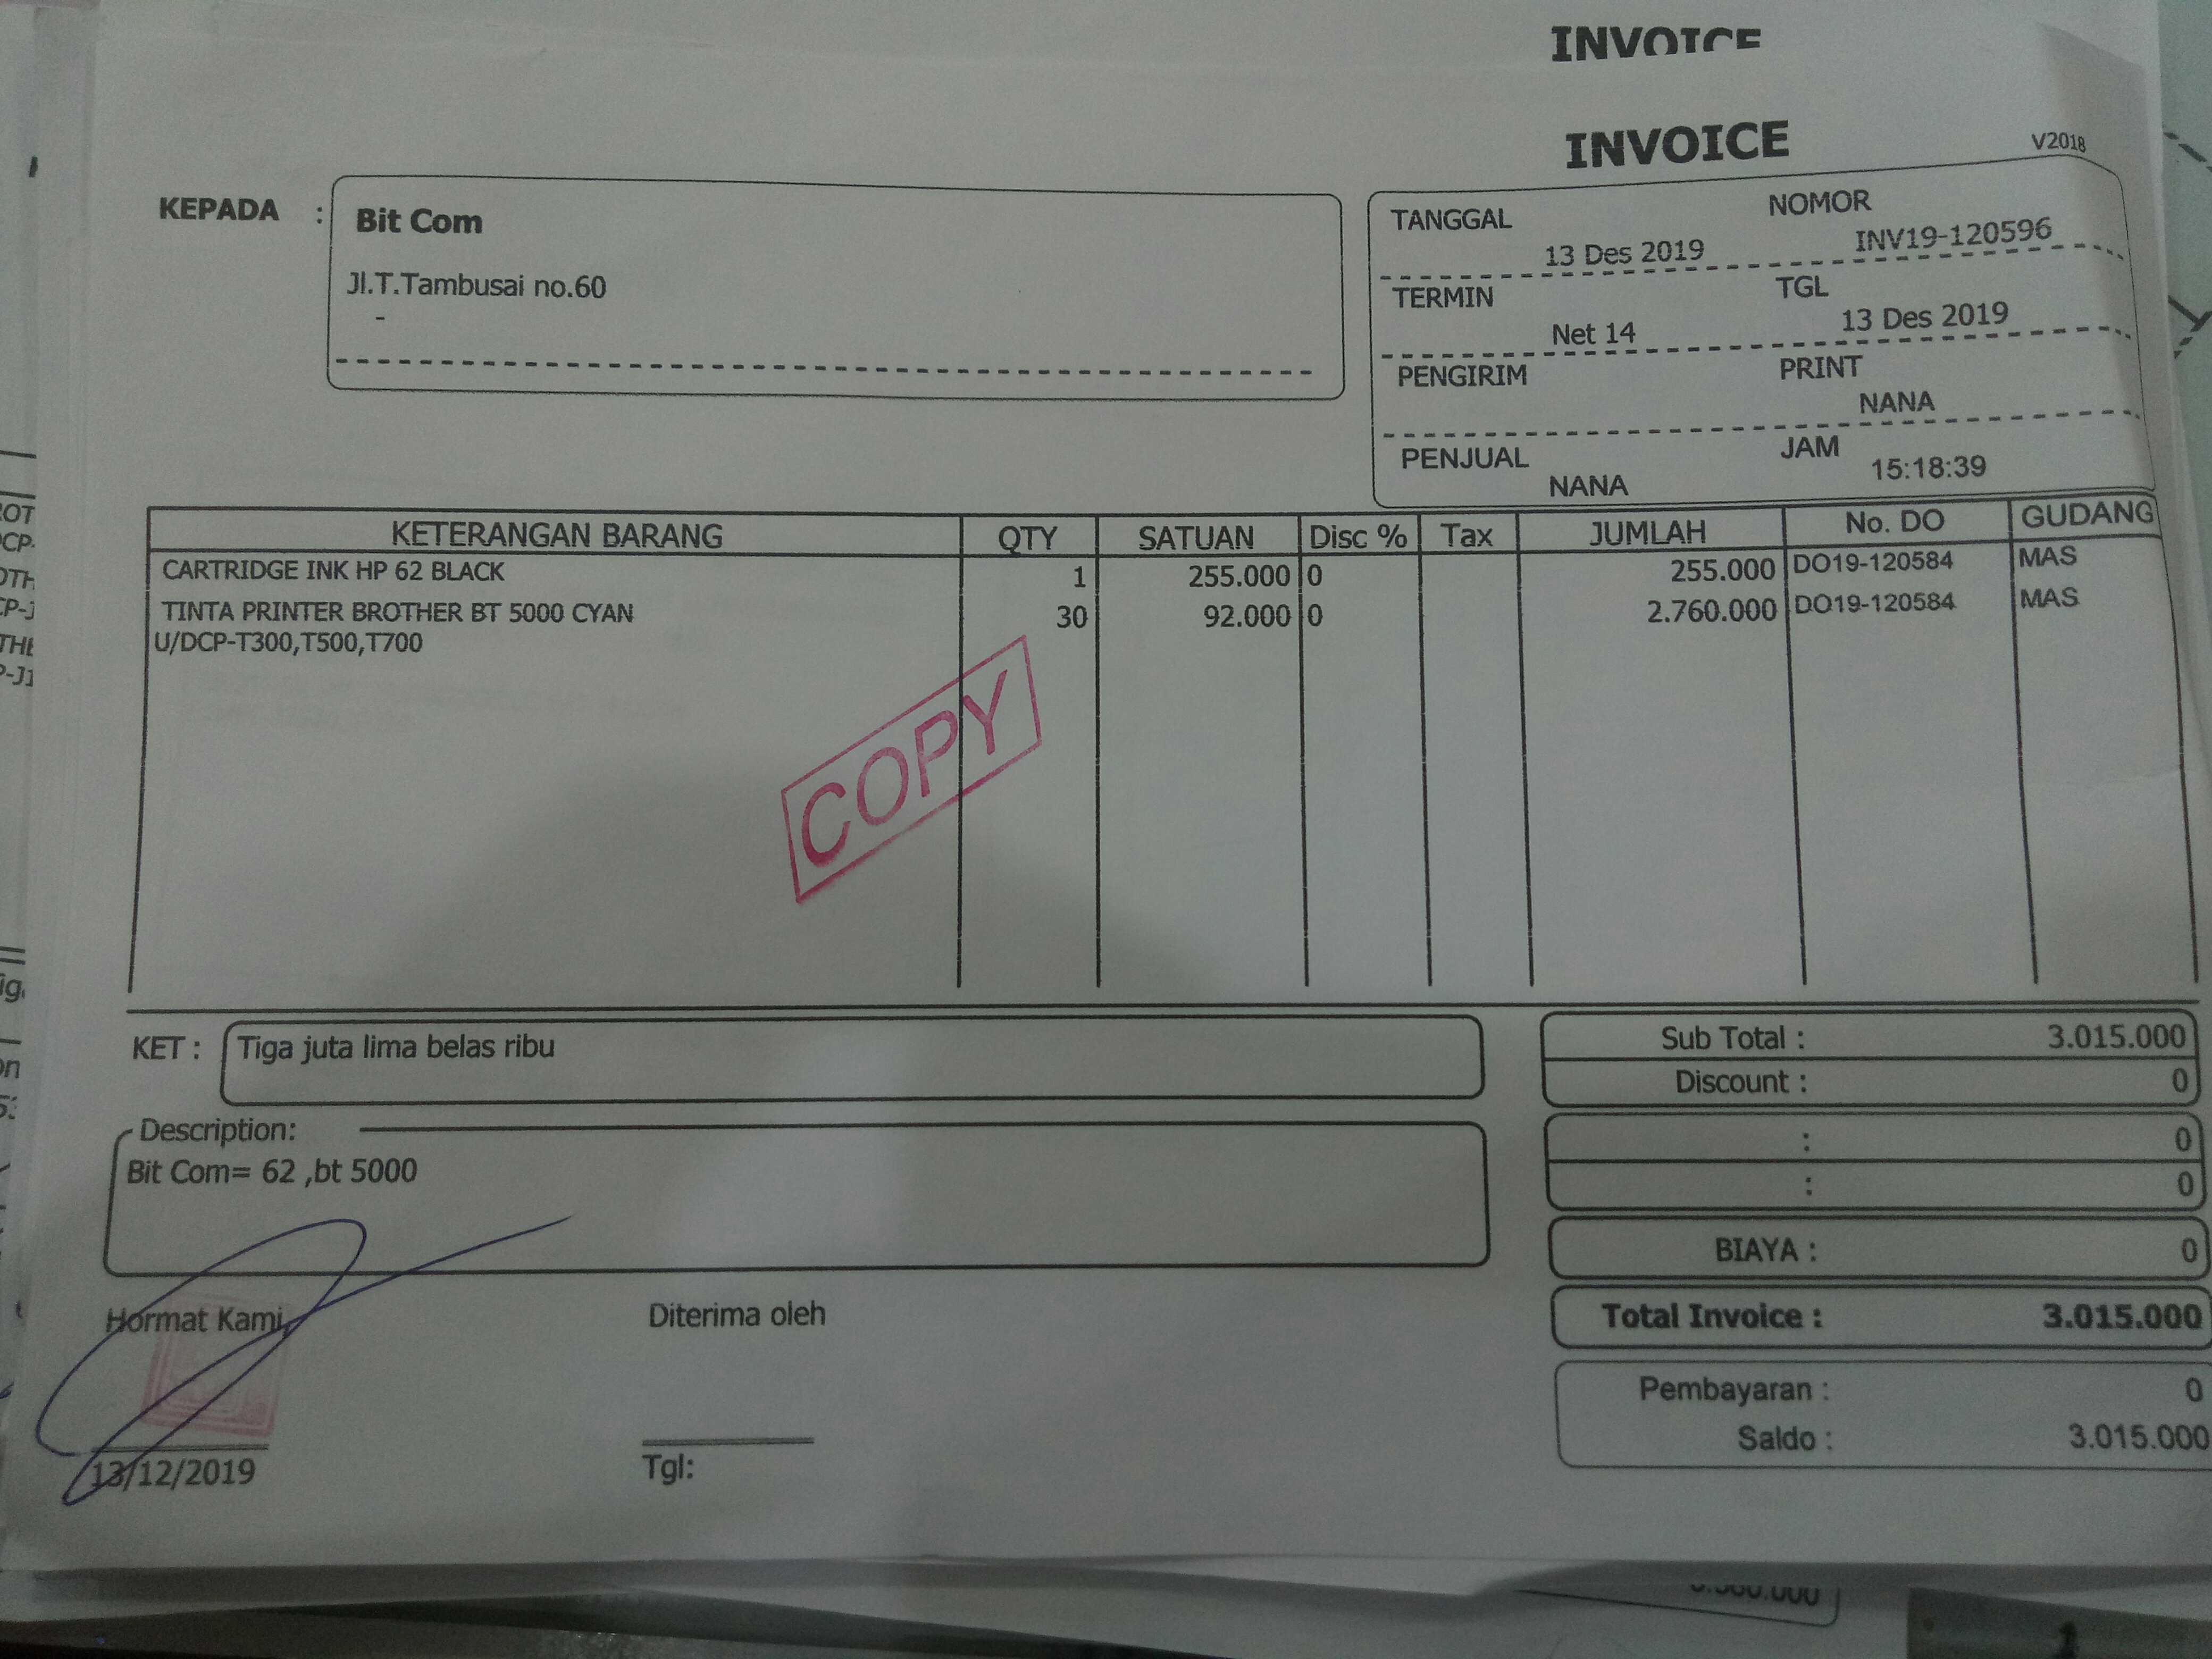 INVOICE
INVOICE
V2018
KEPADA : Bit Com
Jl.T.Tambusai no.60
-
TANGGAL 13 Des 2019 NOMOR INV19-120596
TERMIN Net 14 TGL 13 Des 2019
PENGIRIM PRINT NANA
PENJUAL NANA JAM 15:18:39
KETERANGAN BARANG QTY SATUAN Disc % Tax JUMLAH No. DO GUDANG
CARTRIDGE INK HP 62 BLACK 1 255.000 0 255.000 DO19-120584 MAS
TINTA PRINTER BROTHER BT 5000 CYAN 30 92.000 0 2.760.000 DO19-120584 MAS
U/DCP-T300,T500,T700
COPY
KET : Tiga juta lima belas ribu
Sub Total : 3.015.000
Discount : 0
: 0
: 0
Description:
Bit Com= 62 ,bt 5000
BIAYA : 0
Total Invoice : 3.015.000
Pembayaran : 0
Saldo : 3.015.000
Hormat Kami,
13/12/2019
Diterima oleh
Tgl: